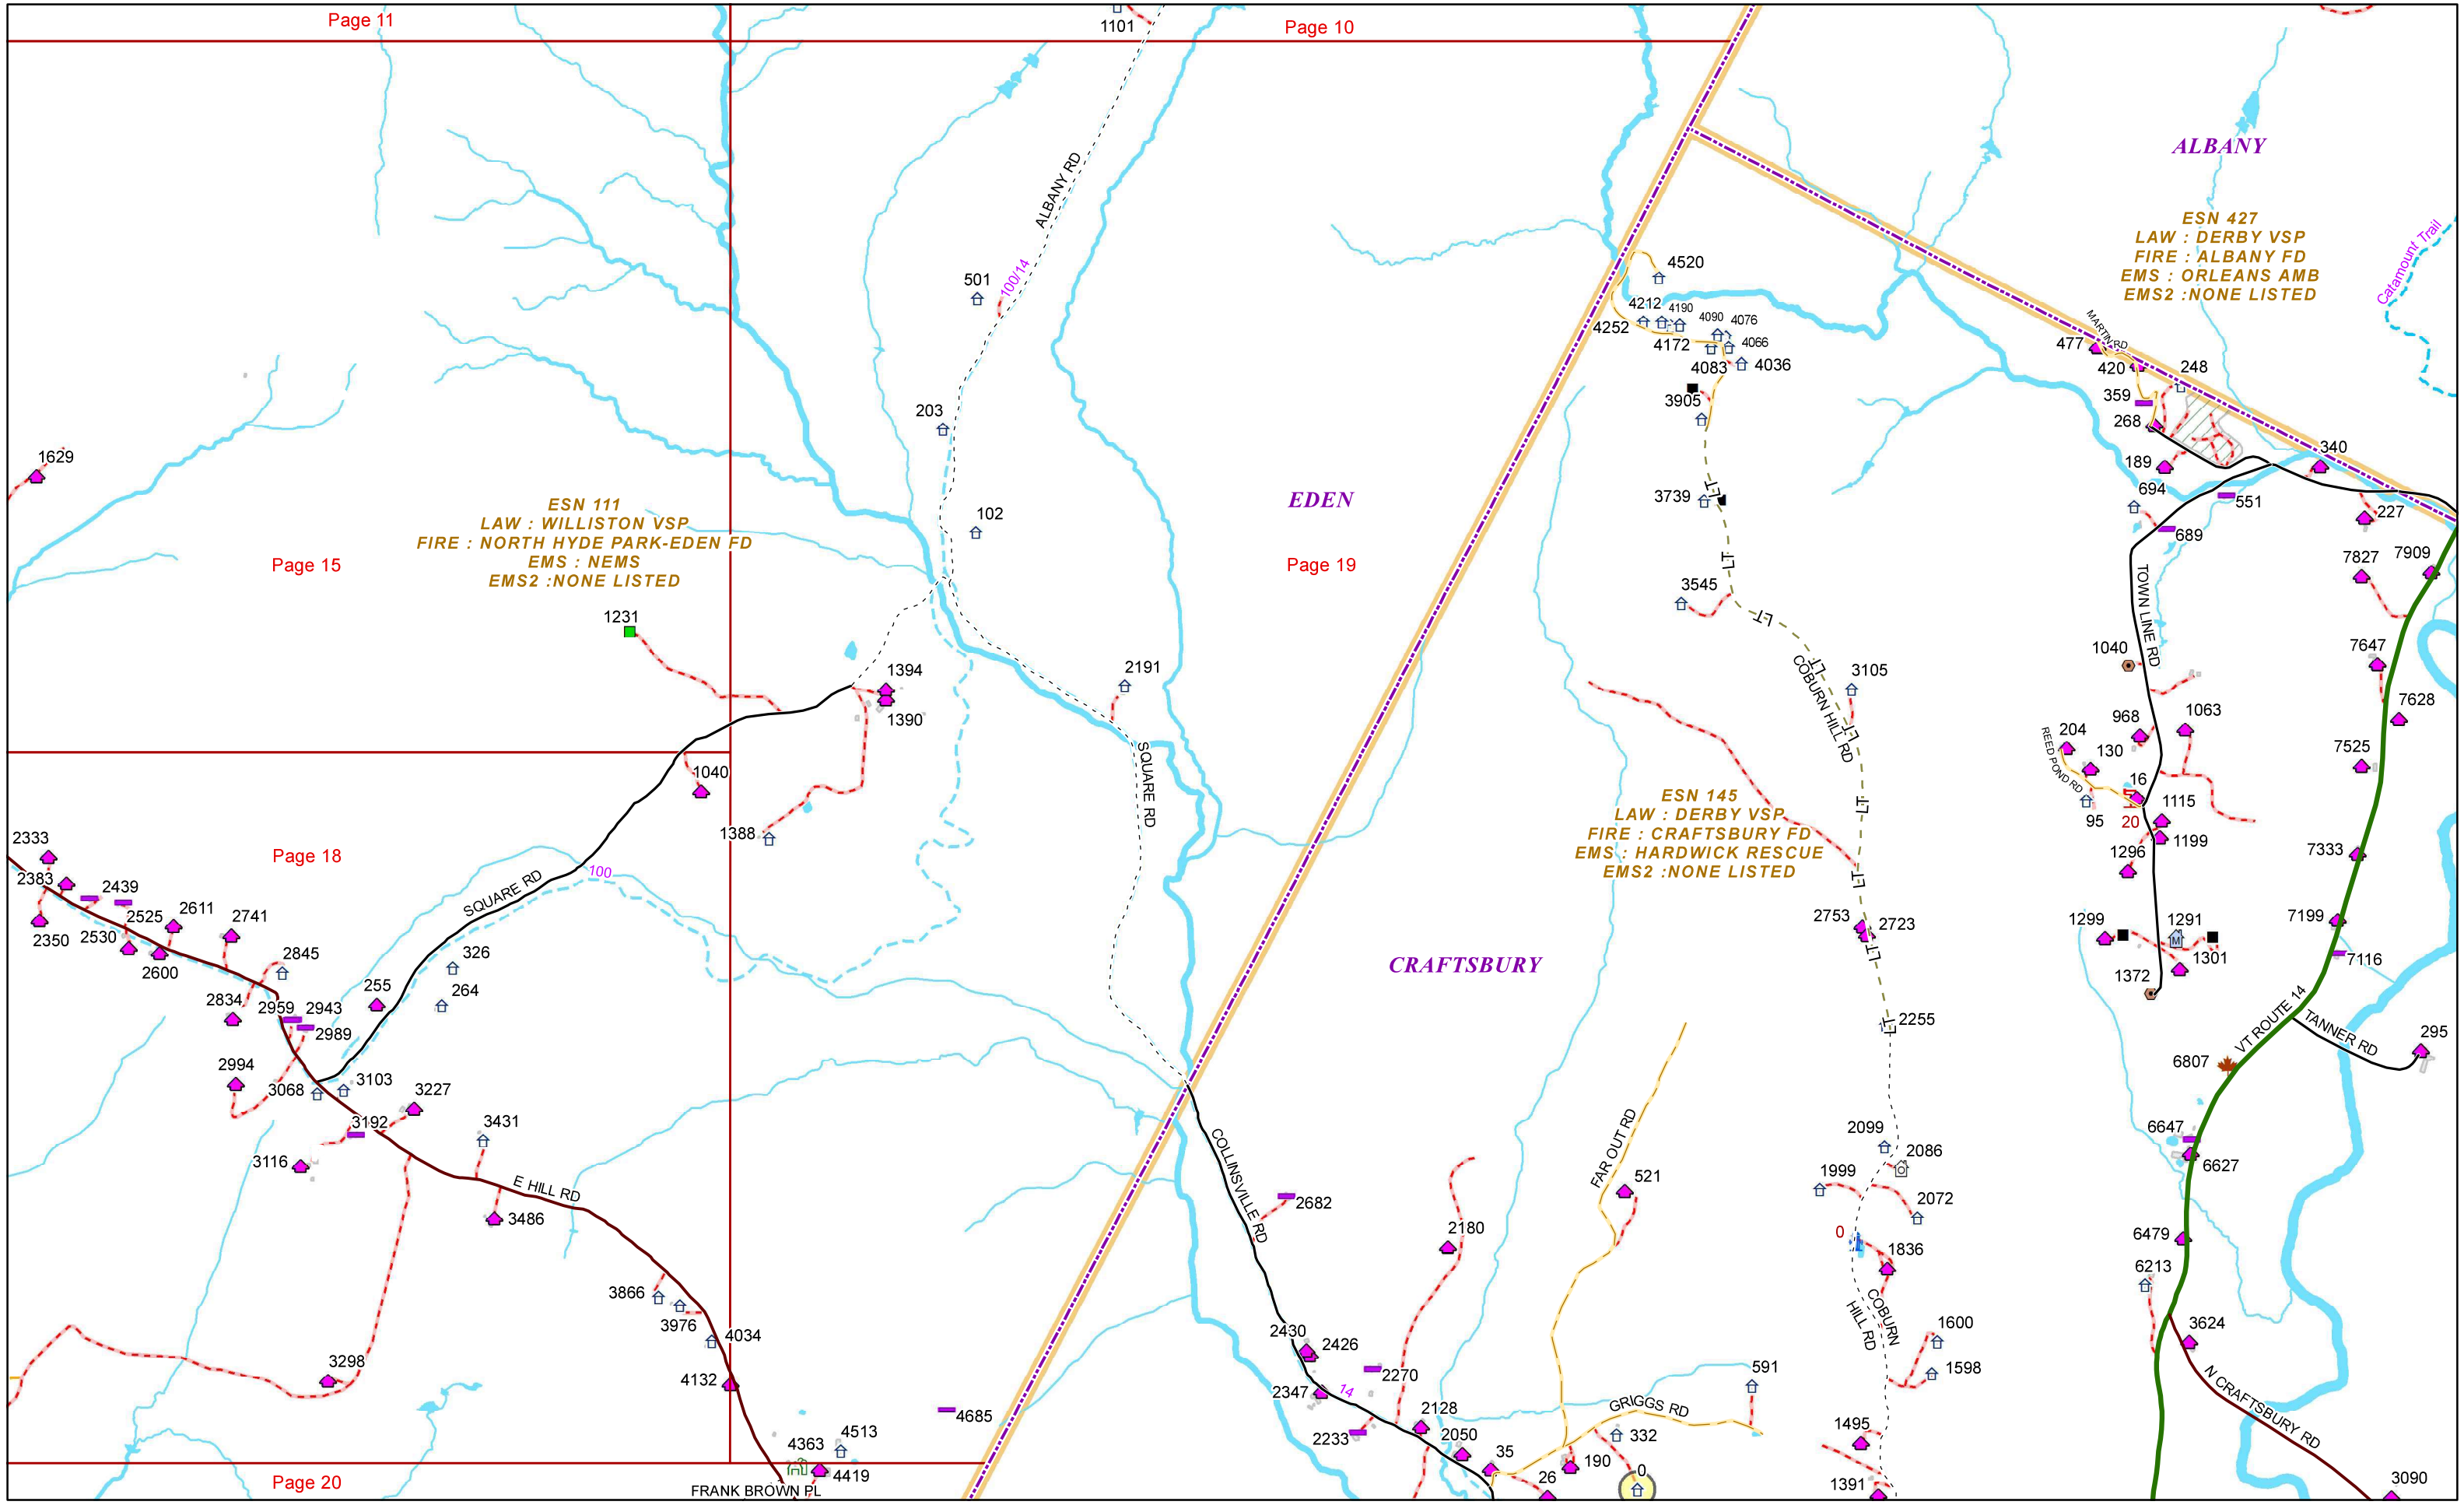 Page 11
1101
Page 10
ALBANY
ESN 427
LAW : DERBY VSP
FIRE : ALBANY FD
EMS : ORLEANS AMB
EMS2 :NONE LISTED
Catamount Trail
ALBANY RD
100/14
501
203
102
4520
4212
4190
4252
4090
4076
4172
4066
4083
4036
3905
3739
3545
MARTIN RD
477
420
248
359
268
189
340
694
551
227
689
7827
7909
1629
ESN 111
LAW : WILLISTON VSP
FIRE : NORTH HYDE PARK-EDEN FD
EMS : NEMS
EMS2 :NONE LISTED
Page 15
EDEN
Page 19
1231
1394
1390
2191
SQUARE RD
1040
1388
TOWN LINE RD
1040
7647
7628
3105
COBURN HILL RD
968
1063
204
130
REED POND RD
16
95
20
1115
1199
1296
7525
7333
ESN 145
LAW : DERBY VSP
FIRE : CRAFTSBURY FD
EMS : HARDWICK RESCUE
EMS2 :NONE LISTED
2333
2383
2439
Page 18
100
SQUARE RD
2350
2530
2525
2611
2600
2741
2845
326
264
255
2834
2959
2943
2989
2994
3068
3103
3192
3227
3116
3431
E HILL RD
3486
CRAFTSBURY
2753
2723
LT
LT
LT
LT
LT
LT
LT
LT
LT
2255
1299
1291
M
1301
1372
7199
7116
VT ROUTE 14
TANNER RD
295
6807
6647
6627
6479
6213
3624
N CRAFTSBURY RD
3090
COLLINSVILLE RD
2682
2180
FAR OUT RD
521
2099
2086
O
1999
2072
0
1836
COBURN
HILL RD
1600
1598
1495
1391
3298
3866
3976
4034
4132
4685
4513
4363
4419
Page 20
FRANK BROWN PL
2430
2426
2347
14
2270
2233
2128
2050
35
26
190
GRIGGS RD
332
591
0